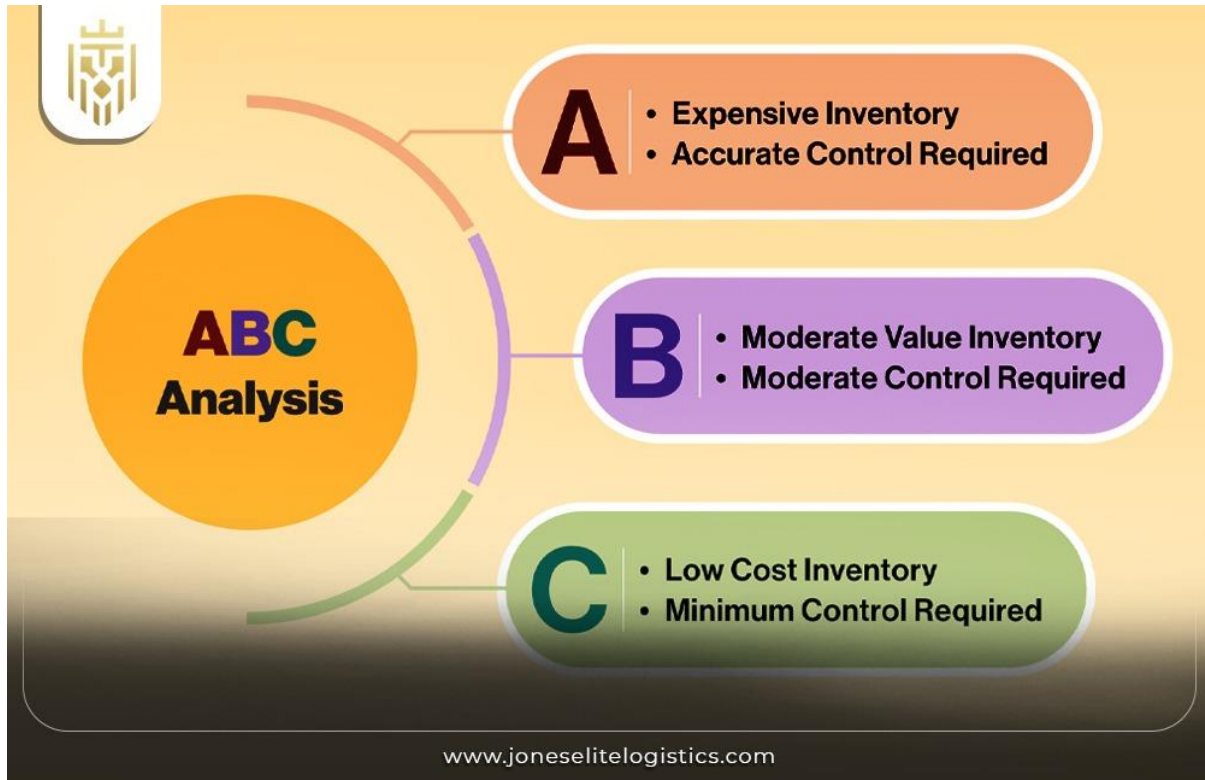 ABC
Analysis
A
• Expensive Inventory
• Accurate Control Required
B
• Moderate Value Inventory
• Moderate Control Required
C
• Low Cost Inventory
• Minimum Control Required
www.joneselitelogistics.com